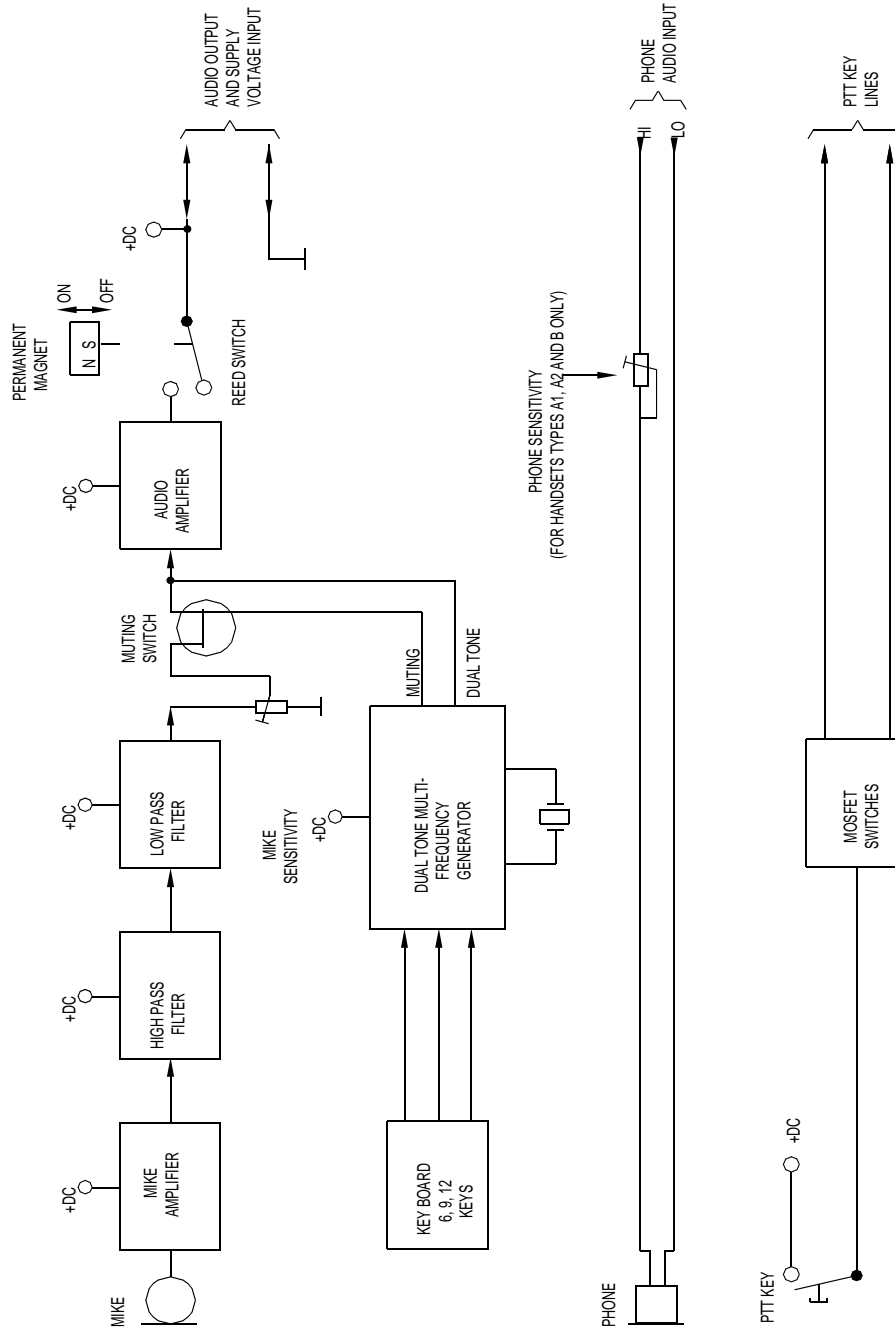 PERMANENT
MAGNET
N S
ON
OFF
+DC
AUDIO OUTPUT
AND SUPPLY
VOLTAGE INPUT
REED SWITCH
MIKE
+DC
MIKE
AMPLIFIER
+DC
HIGH PASS
FILTER
+DC
LOW PASS
FILTER
MUTING
SWITCH
+DC
AUDIO
AMPLIFIER
MIKE
SENSITIVITY
+DC
KEY BOARD
6, 9, 12
KEYS
DUAL TONE MULTI-
FREQUENCY
GENERATOR
MUTING
DUAL TONE
PHONE SENSITIVITY
(FOR HANDSETS TYPES A1, A2 AND B ONLY)
PHONE
HI
LO
PHONE
AUDIO INPUT
PTT KEY
+DC
MOSFET
SWITCHES
PTT KEY
LINES